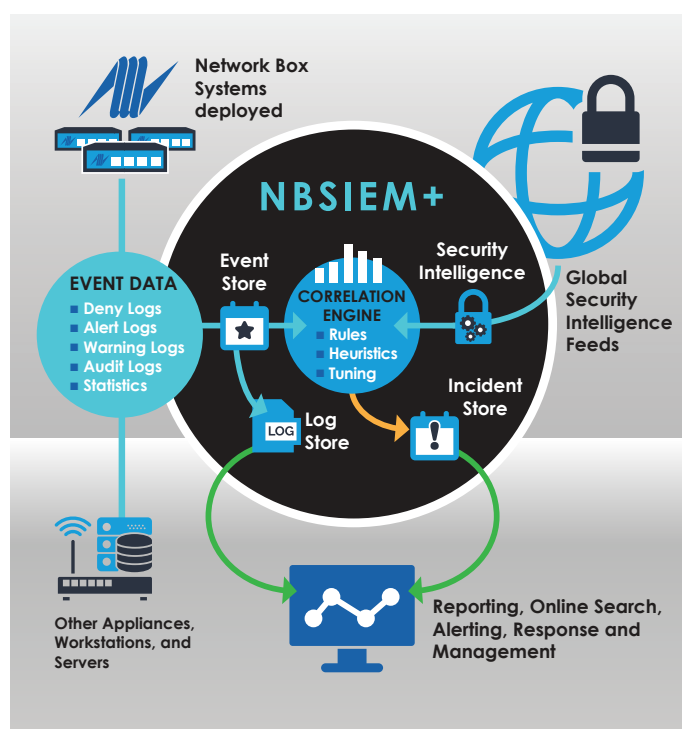 Network Box
Systems
deployed
NBSIEM+
Event
Store
Security
Intelligence
EVENT DATA
Deny Logs
Alert Logs
Warning Logs
Audit Logs
Statistics
CORRELATION
ENGINE
Rules
Heuristics
Tuning
Global
Security
Intelligence
Feeds
Incident
Store
LOG
Log
Store
Other Appliances,
Workstations, and
Servers
Reporting, Online Search,
Alerting, Response and
Management